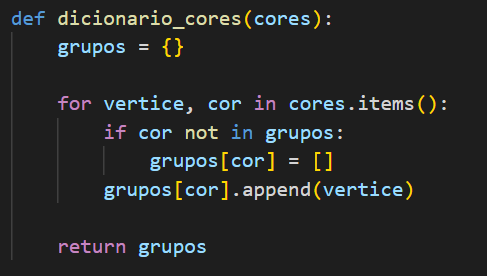 def dicionario_cores(cores):
    grupos = {}

    for vertice, cor in cores.items():
        if cor not in grupos:
            grupos[cor] = []
        grupos[cor].append(vertice)

    return grupos